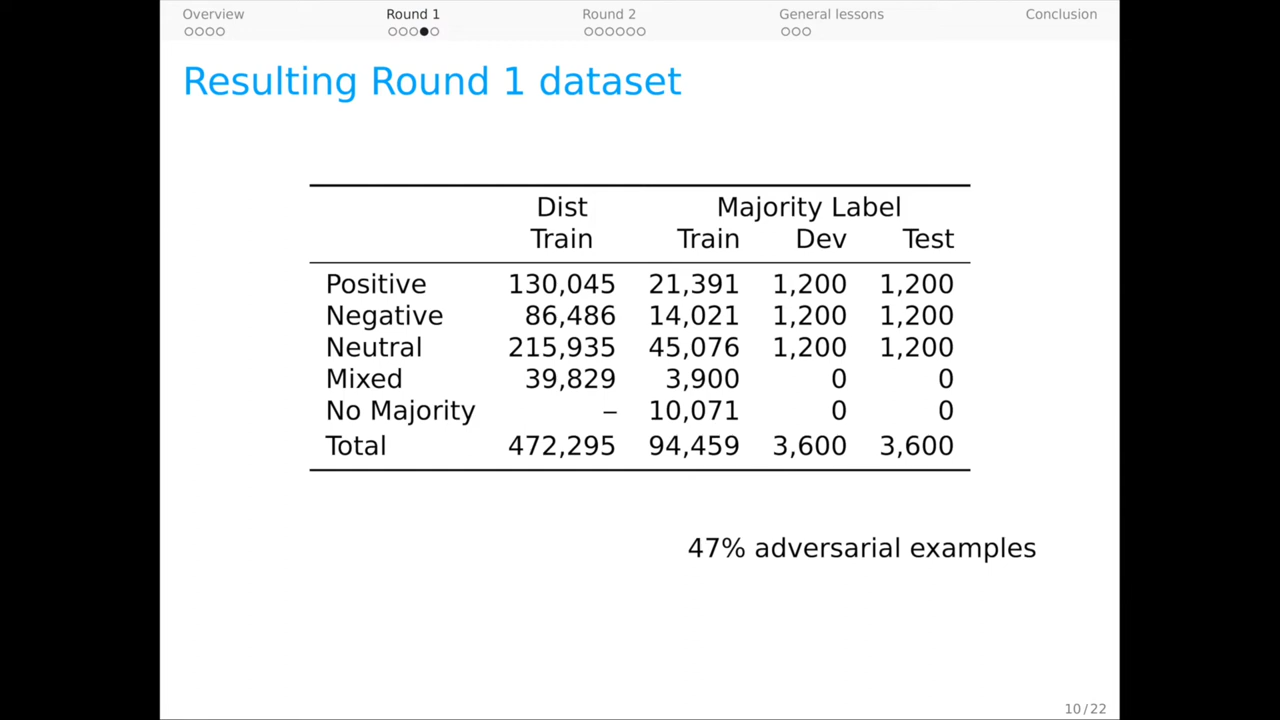 Overview Round 1 Round 2 General lessons Conclusion
Resulting Round 1 dataset
Dist Majority Label
Train Train Dev Test
Positive 130,045 21,391 1,200 1,200
Negative 86,486 14,021 1,200 1,200
Neutral 215,935 45,076 1,200 1,200
Mixed 39,829 3,900 0 0
No Majority – 10,071 0 0
Total 472,295 94,459 3,600 3,600
47% adversarial examples
10 / 22